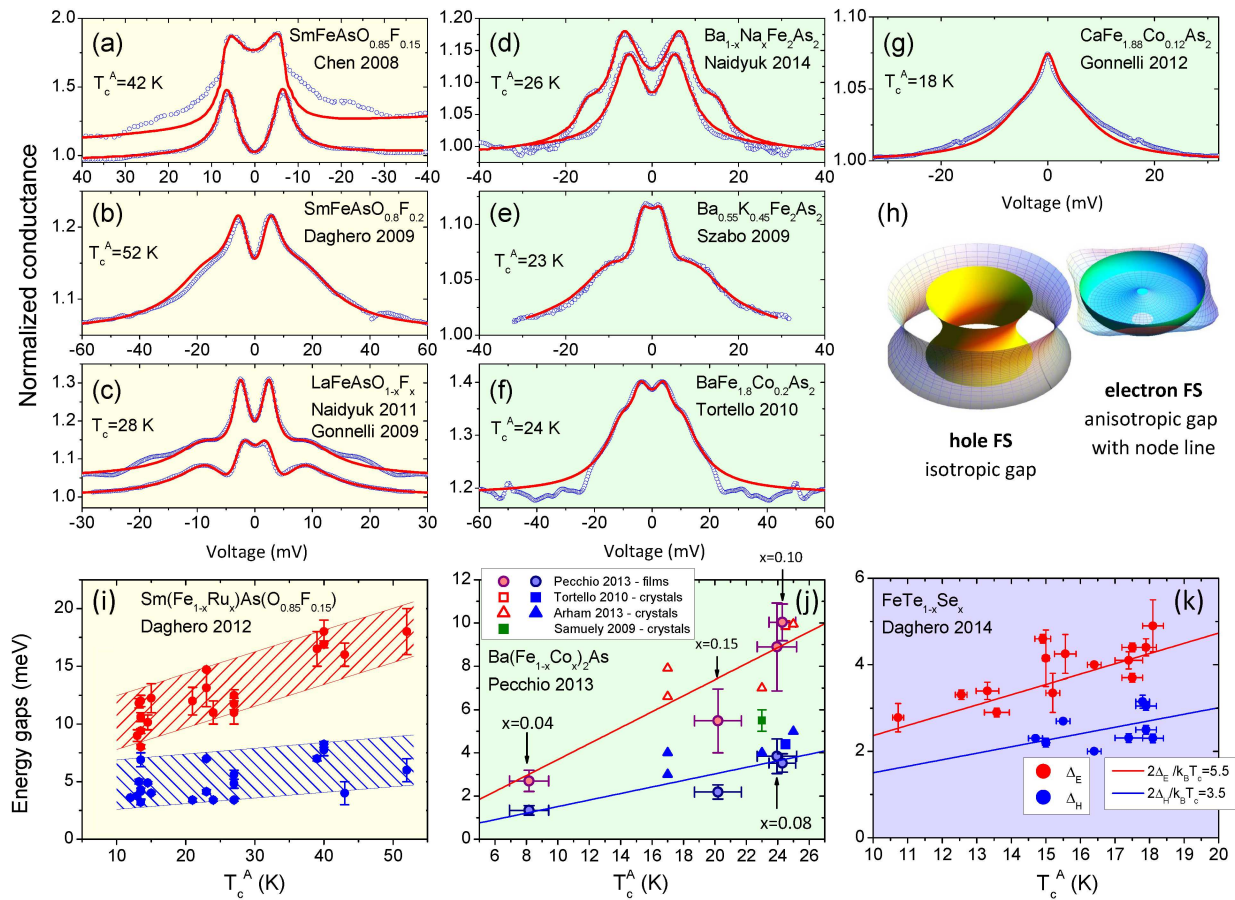 Normalized conductance
(a)
SmFeAsO0.85F0.15
Chen 2008
TcA=42 K
2.0
1.5
1.0
40 30 20 10 0 -10 -20 -30 -40
(b)
SmFeAsO0.8F0.2
Daghero 2009
TcA=52 K
1.2
1.1
-60 -40 -20 0 20 40 60
(c)
LaFeAsO1-xFx
Naidyuk 2011
Gonnelli 2009
Tc=28 K
1.3
1.2
1.1
1.0
-30 -20 -10 0 10 20 30
Voltage (mV)
(d)
Ba1-xNaxFe2As2
Naidyuk 2014
TcA=26 K
1.20
1.15
1.10
1.05
1.00
-40 -30 -20 -10 0 10 20 30 40
(e)
Ba0.55K0.45Fe2As2
Szabo 2009
TcA=23 K
1.10
1.05
1.00
-40 -20 0 20 40
(f)
BaFe1.8Co0.2As2
Tortello 2010
TcA=24 K
1.4
1.3
1.2
-60 -40 -20 0 20 40 60
Voltage (mV)
(g)
CaFe1.88Co0.12As2
Gonnelli 2012
TcA=18 K
1.10
1.05
1.00
-20 0 20
Voltage (mV)
(h)
hole FS
isotropic gap
electron FS
anisotropic gap
with node line
Energy gaps (meV)
(i)
Sm(Fe1-xRux)As(O0.85F0.15)
Daghero 2012
20
15
10
5
0
10 20 30 40 50
TcA (K)
(j)
Pecchio 2013 - films
Tortello 2010 - crystals
Arham 2013 - crystals
Samuely 2009 - crystals
Ba(Fe1-xCox)2As
Pecchio 2013
x=0.10
x=0.15
x=0.04
x=0.08
12
10
8
6
4
2
0
6 8 10 12 14 16 18 20 22 24 26
TcA (K)
(k)
FeTe1-xSex
Daghero 2014
6
4
2
0
ΔE
ΔH
2ΔE/kBTc=5.5
2ΔH/kBTc=3.5
10 11 12 13 14 15 16 17 18 19 20
TcA (K)